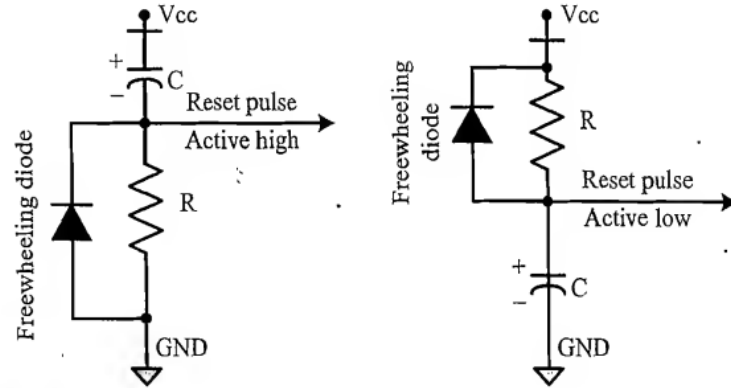 Vcc
+
C
−
Reset pulse
Active high
Freewheeling diode
R
GND
Vcc
Freewheeling
diode
R
Reset pulse
Active low
+
C
−
GND